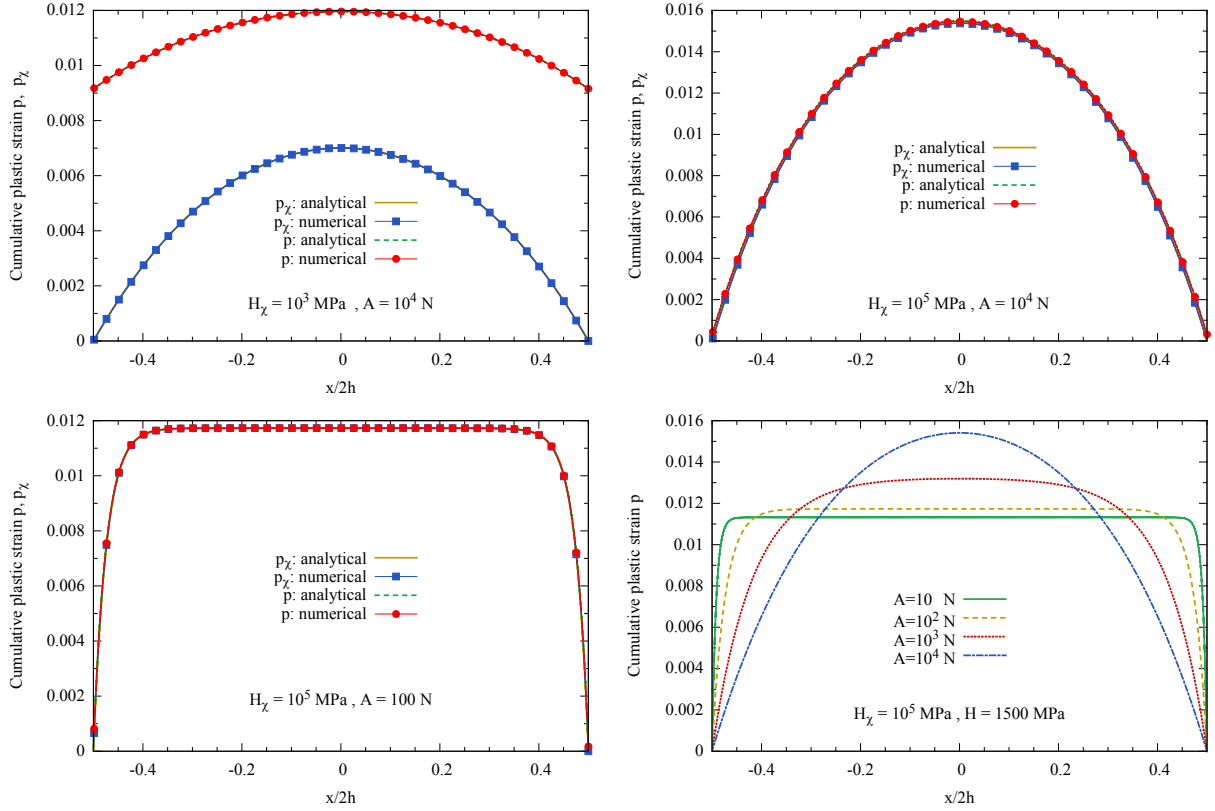 0.012
0.01
0.008
0.006
0.004
0.002
0
-0.4
-0.2
0
0.2
0.4
Cumulative plastic strain p, pχ
x/2h
pχ: analytical
pχ: numerical
p: analytical
p: numerical
Hχ = 10³ MPa , A = 10⁴ N
0.016
0.014
0.012
0.01
0.008
0.006
0.004
0.002
0
-0.4
-0.2
0
0.2
0.4
Cumulative plastic strain p, pχ
x/2h
pχ: analytical
pχ: numerical
p: analytical
p: numerical
Hχ = 10⁵ MPa , A = 10⁴ N
0.012
0.01
0.008
0.006
0.004
0.002
0
-0.4
-0.2
0
0.2
0.4
Cumulative plastic strain p, pχ
x/2h
pχ: analytical
pχ: numerical
p: analytical
p: numerical
Hχ = 10⁵ MPa , A = 100 N
0.016
0.014
0.012
0.01
0.008
0.006
0.004
0.002
0
-0.4
-0.2
0
0.2
0.4
Cumulative plastic strain p
x/2h
A=10 N
A=10² N
A=10³ N
A=10⁴ N
Hχ = 10⁵ MPa , H = 1500 MPa